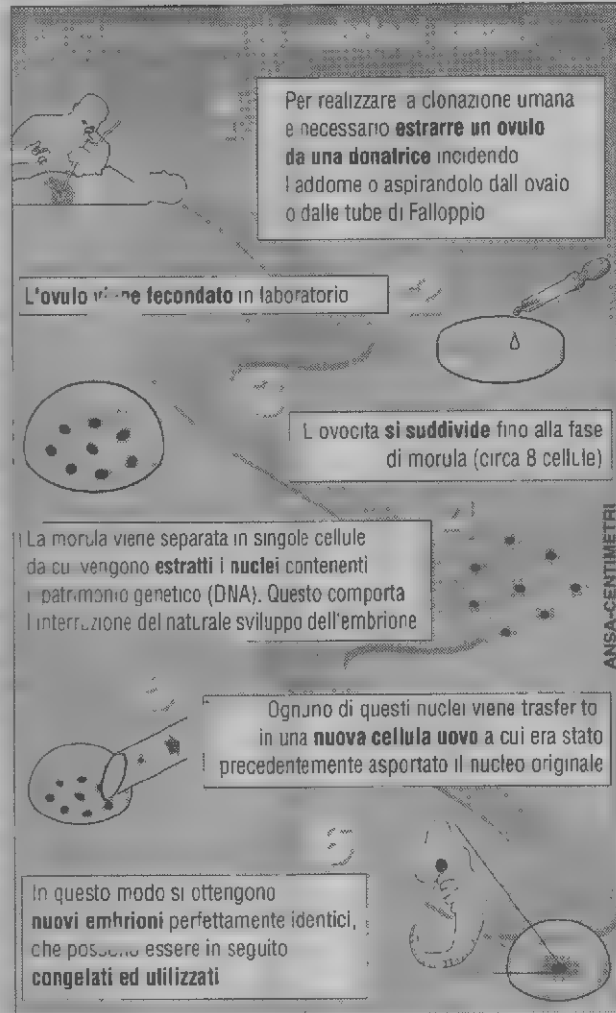 Per realizzare a clonazione umana
e necessario estrarre un ovulo
da una donatrice incidendo
l addome o aspirandolo dall ovaio
o dalle tube di Falloppio
L'ovulo viene fecondato in laboratorio
L ovocita si suddivide fino alla fase
di morula (circa 8 cellule)
La morula viene separata in singole cellule
da cu vengono estratti i nuclei contenenti
i patrimonio genetico (DNA). Questo comporta
l interruzione del naturale sviluppo dell'embrione
ANSA-CENTIMETRI
Ognuno di questi nuclei viene trasfer to
in una nuova cellula uovo a cui era stato
precedentemente asportato il nucleo originale
In questo modo si ottengono
nuovi embrioni perfettamente identici,
che possono essere in seguito
congelati ed ulilizzati